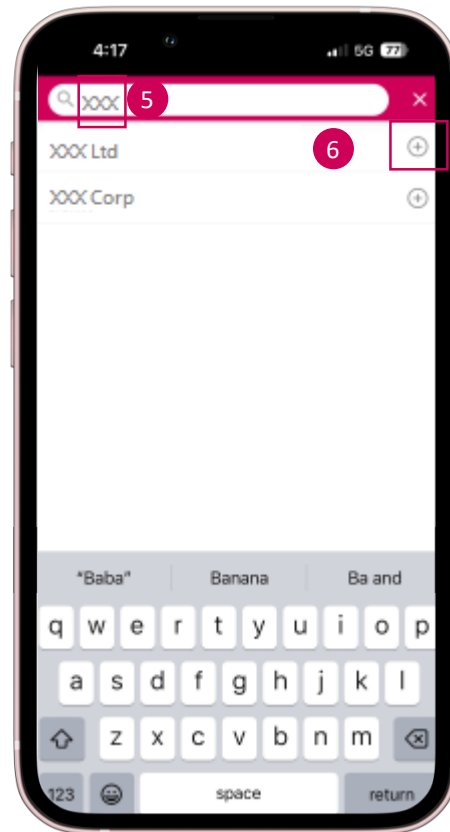 4:17 5G 77
XXX 5 ×
XXX Ltd 6
XXX Corp
"Baba" Banana Ba and
q w e r t y u i o p
a s d f g h j k l
z x c v b n m
123 space return